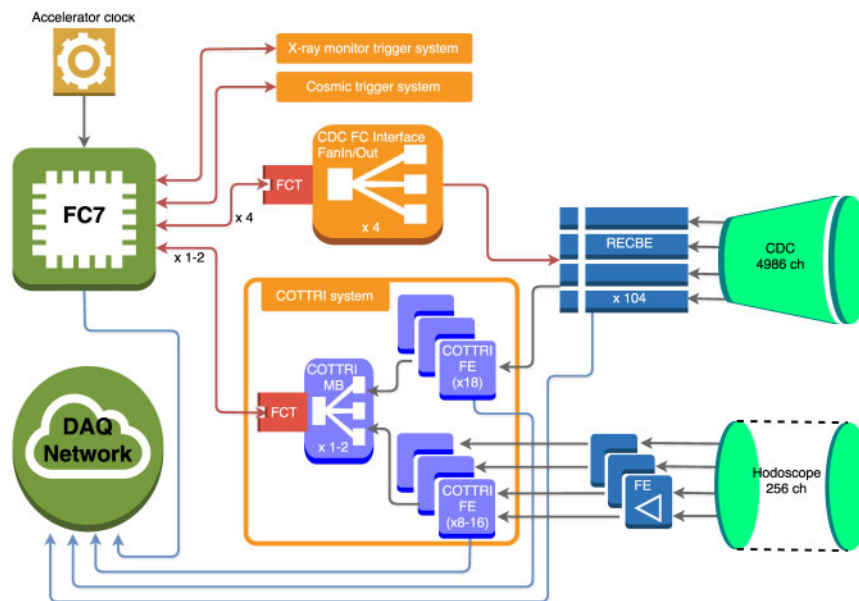 Accelerator clock
X-ray monitor trigger system
Cosmic trigger system
FC7
CDC FC Interface
FanIn/Out
FCT
x 4
x 4
x 1-2
RECBE
x 104
CDC
4986 ch
COTTRI system
COTTRI
FE
(x18)
COTTRI
MB
FCT
x 1-2
DAQ
Network
COTTRI
FE
(x8-16)
FE
Hodoscope
256 ch